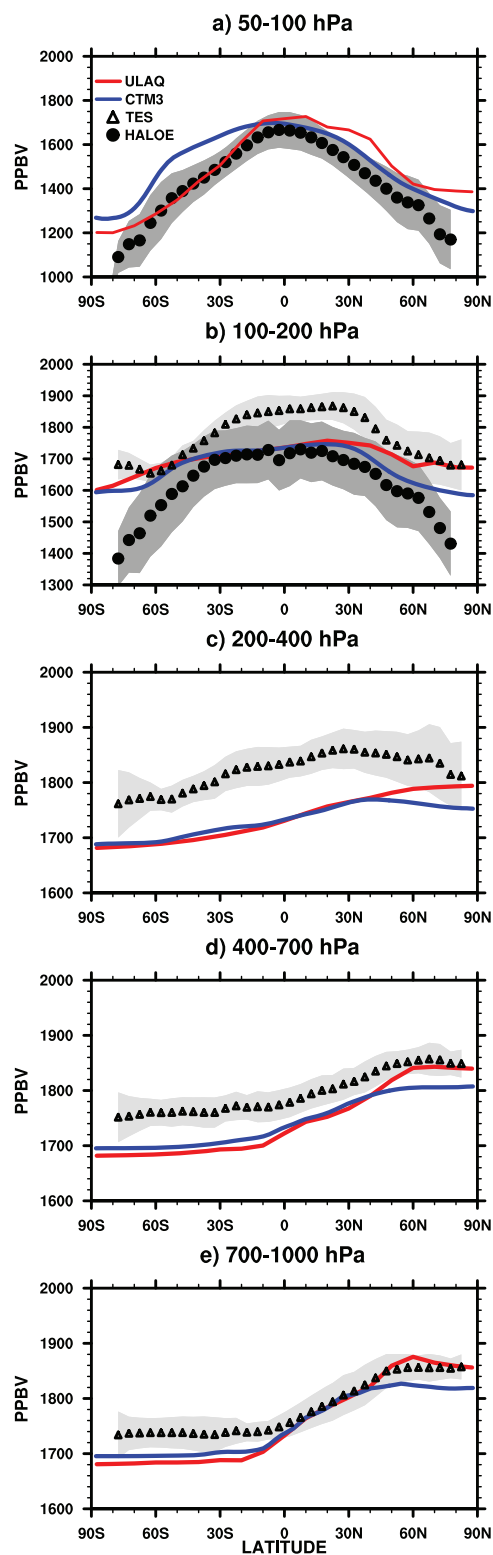 a) 50-100 hPa
2000
1800
1600
1400
1200
1000
PPBV
ULAQ
CTM3
TES
HALOE
90S 60S 30S 0 30N 60N 90N
b) 100-200 hPa
2000
1900
1800
1700
1600
1500
1400
1300
PPBV
90S 60S 30S 0 30N 60N 90N
c) 200-400 hPa
2000
1900
1800
1700
1600
PPBV
90S 60S 30S 0 30N 60N 90N
d) 400-700 hPa
2000
1900
1800
1700
1600
PPBV
90S 60S 30S 0 30N 60N 90N
e) 700-1000 hPa
2000
1900
1800
1700
1600
PPBV
90S 60S 30S 0 30N 60N 90N
LATITUDE